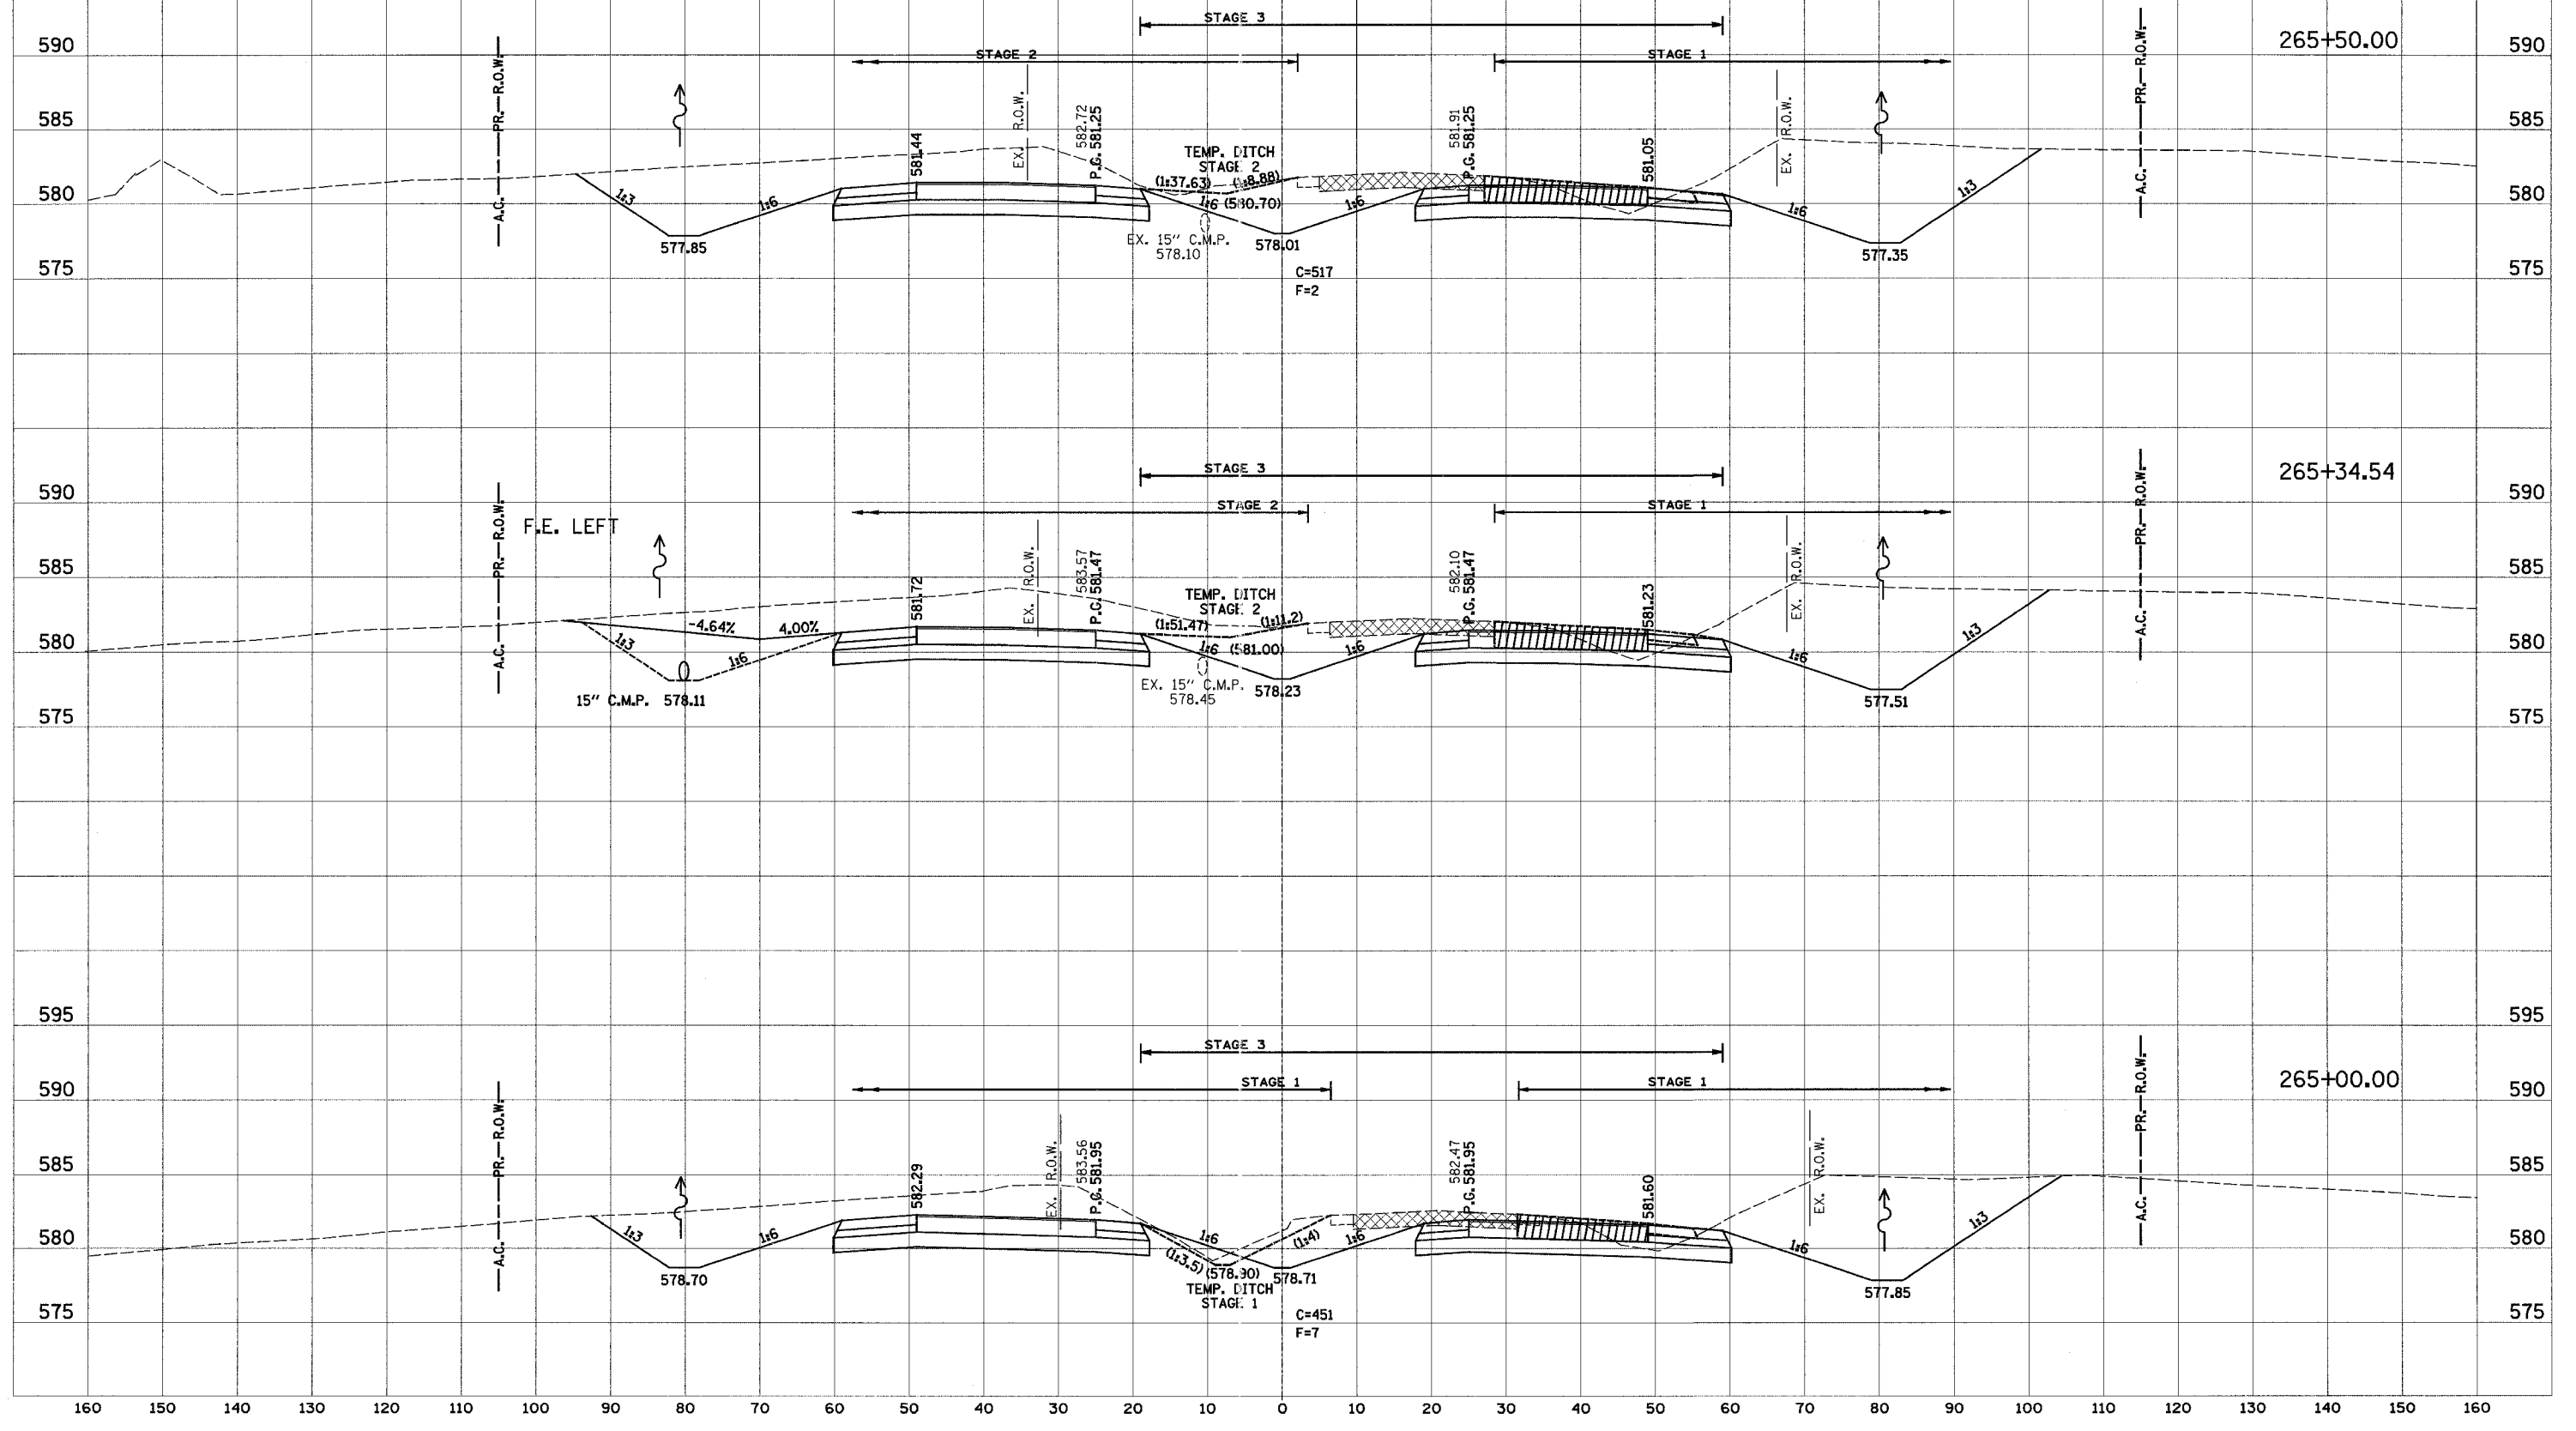 STAGE 3
590
STAGE 2
STAGE 1
265+50.00
590
A.C. PR. R.O.W.
EX. R.O.W.
582.72
P.G. 581.25
581.91
P.G. 581.25
EX. R.O.W.
A.C. PR. R.O.W.
585
581.44
TEMP. DITCH
STAGE 2
581.05
585
(1:37.63) (1:8.88)
580
1:3
1:6
1:6 (580.70)
1:6
1:6
1:3
580
577.85
EX. 15" C.M.P.
578.10
578.01
577.35
575
C=517
F=2
575
STAGE 3
265+34.54
590
STAGE 2
STAGE 1
590
A.C. PR. R.O.W.
F.E. LEFT
EX. R.O.W.
583.57
P.G. 581.47
582.10
P.G. 581.47
EX. R.O.W.
A.C. PR. R.O.W.
585
581.72
TEMP. DITCH
STAGE 2
581.23
585
(1:51.47) (1:11.2)
-4.64% 4.00%
580
1:3
1:6
1:6 (581.00)
1:6
1:6
1:3
580
15" C.M.P. 578.11
EX. 15" C.M.P.
578.45
578.23
577.51
575
575
595
595
STAGE 3
590
STAGE 1
STAGE 1
265+00.00
590
A.C. PR. R.O.W.
EX. R.O.W.
583.56
P.G. 581.95
582.47
P.G. 581.95
EX. R.O.W.
A.C. PR. R.O.W.
585
582.29
581.60
585
580
1:3
1:6
1:6
(1:3.5)
(1:4)
1:6
1:6
1:3
580
578.70
(578.90)
578.71
577.85
TEMP. DITCH
STAGE 1
575
C=451
F=7
575
160 150 140 130 120 110 100 90 80 70 60 50 40 30 20 10 0 10 20 30 40 50 60 70 80 90 100 110 120 130 140 150 160